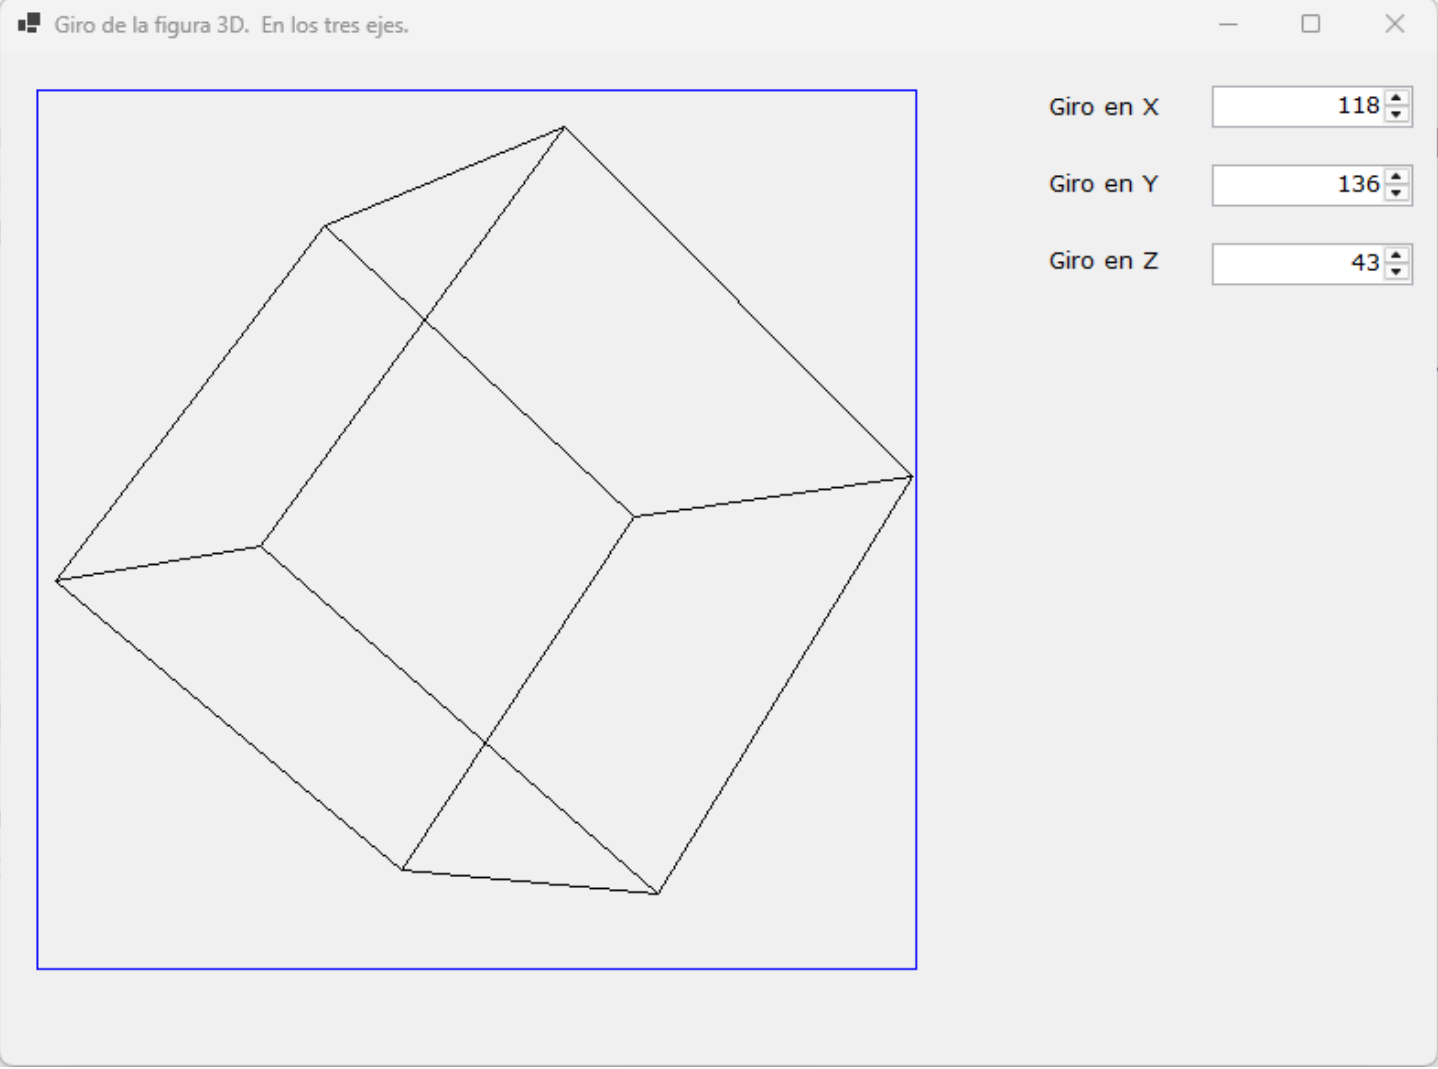 Giro de la figura 3D.  En los tres ejes.
Giro en X 118
Giro en Y 136
Giro en Z 43